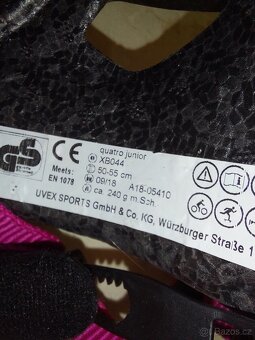 GS
CE
Meets:
EN 1078
quatro junior
XB044
50-55 cm
09/18 A18-05410
ca. 240 g m.Sch.
UVEX SPORTS GmbH & Co. KG, Würzburger Straße 1
Bazos.cz